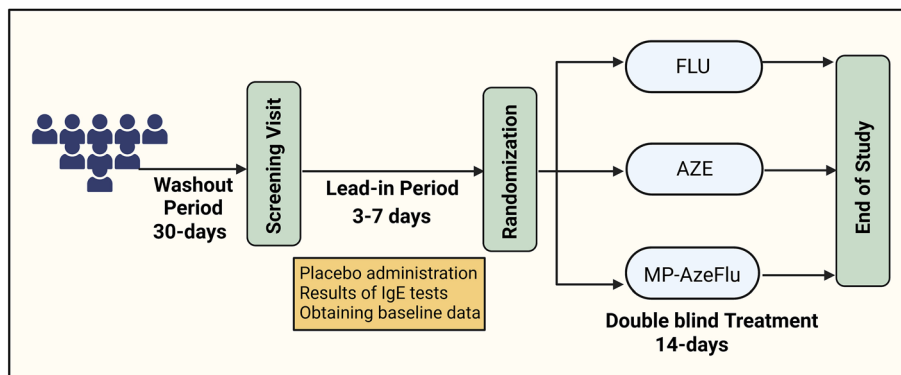 Washout
Period
30-days
Screening Visit
Lead-in Period
3-7 days
Placebo administration
Results of IgE tests
Obtaining baseline data
Randomization
FLU
AZE
MP-AzeFlu
Double blind Treatment
14-days
End of Study